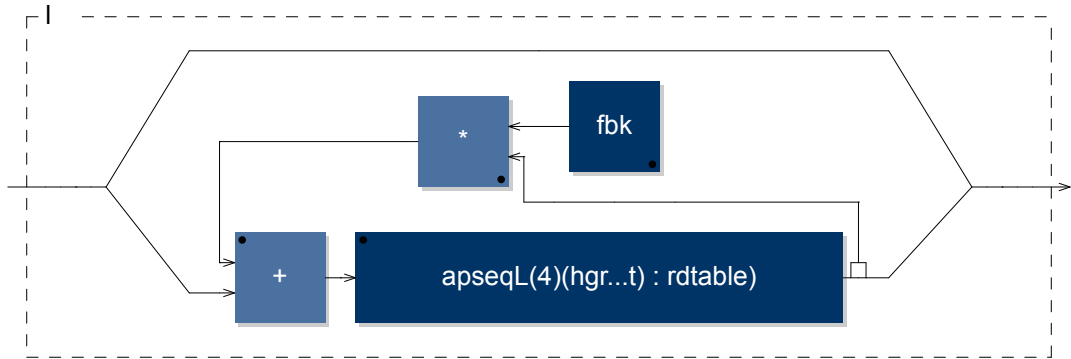 l
*
fbk
+
apseqL(4)(hgr...t) : rdtable)